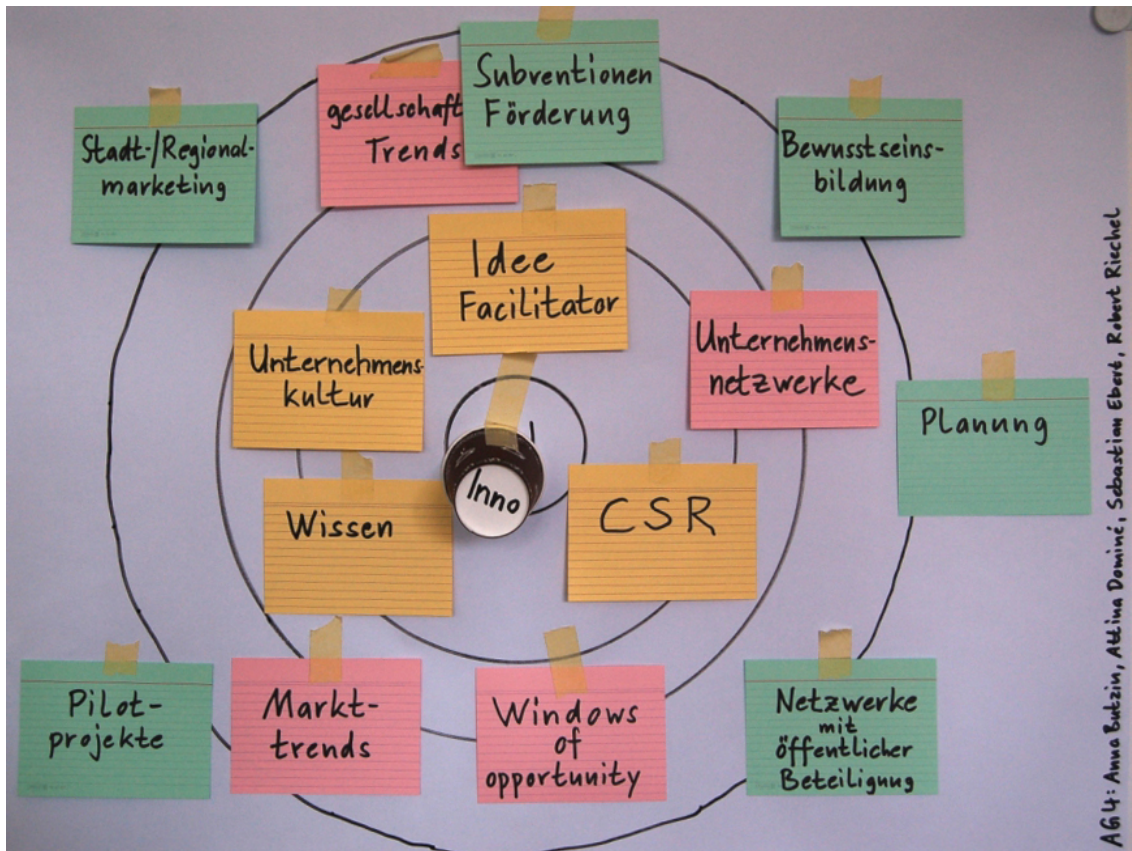 Stadt-/Regional-
marketing
gesellschaft
Trends
Subventionen
Förderung
Bewusstseins-
bildung
Idee
Facilitator
Unternehmens
kultur
Unternehmens-
netzwerke
Planung
Wissen
Inno
CSR
Pilot-
projekte
Markt-
trends
Windows
of
opportunity
Netzwerke
mit
öffentlicher
Beteiligung
AG 4: Anna Butzin, Attina Dominé, Sebastian Ebert, Robert Riechel